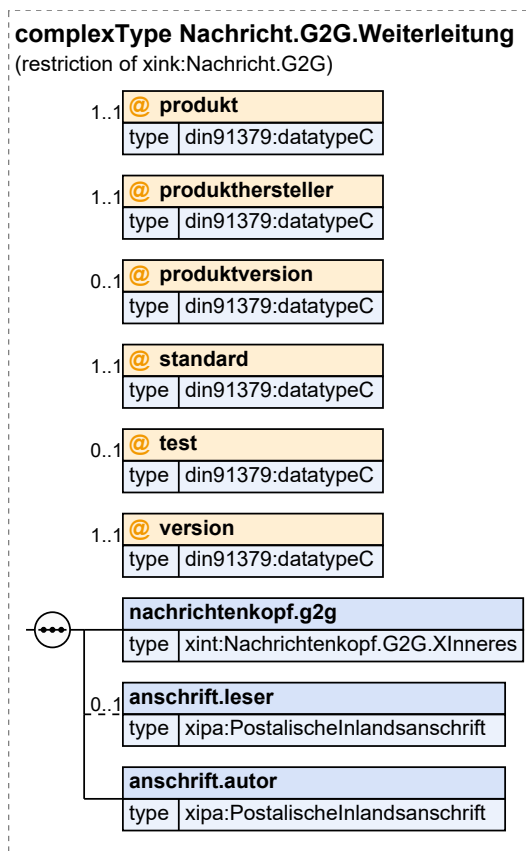 complexType Nachricht.G2G.Weiterleitung
(restriction of xink:Nachricht.G2G)
1..1 @ produkt
type din91379:datatypeC
1..1 @ produkthersteller
type din91379:datatypeC
0..1 @ produktversion
type din91379:datatypeC
1..1 @ standard
type din91379:datatypeC
0..1 @ test
type din91379:datatypeC
1..1 @ version
type din91379:datatypeC
nachrichtenkopf.g2g
type xint:Nachrichtenkopf.G2G.XInneres
0..1 anschrift.leser
type xipa:PostalischeInlandsanschrift
anschrift.autor
type xipa:PostalischeInlandsanschrift